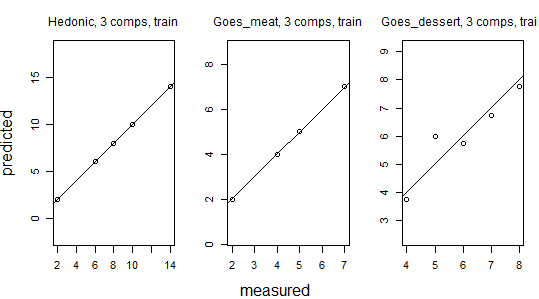 Hedonic, 3 comps, train
Goes_meat, 3 comps, train
Goes_dessert, 3 comps, trai
predicted
0 5 10 15
2 4 6 8 10 14
0 2 4 6 8
2 3 4 5 6 7
3 4 5 6 7 8 9
4 5 6 7 8
measured